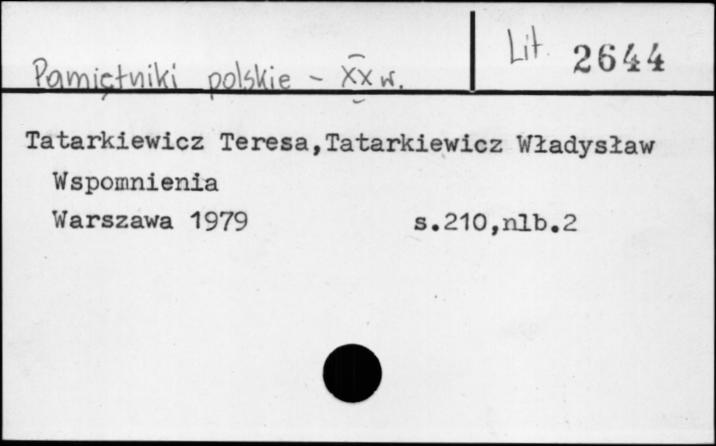 Pamiętniki polskie - XX w.
Lit 2644
Tatarkiewicz Teresa,Tatarkiewicz Władysław
Wspomnienia
Warszawa 1979 s.210,nlb.2